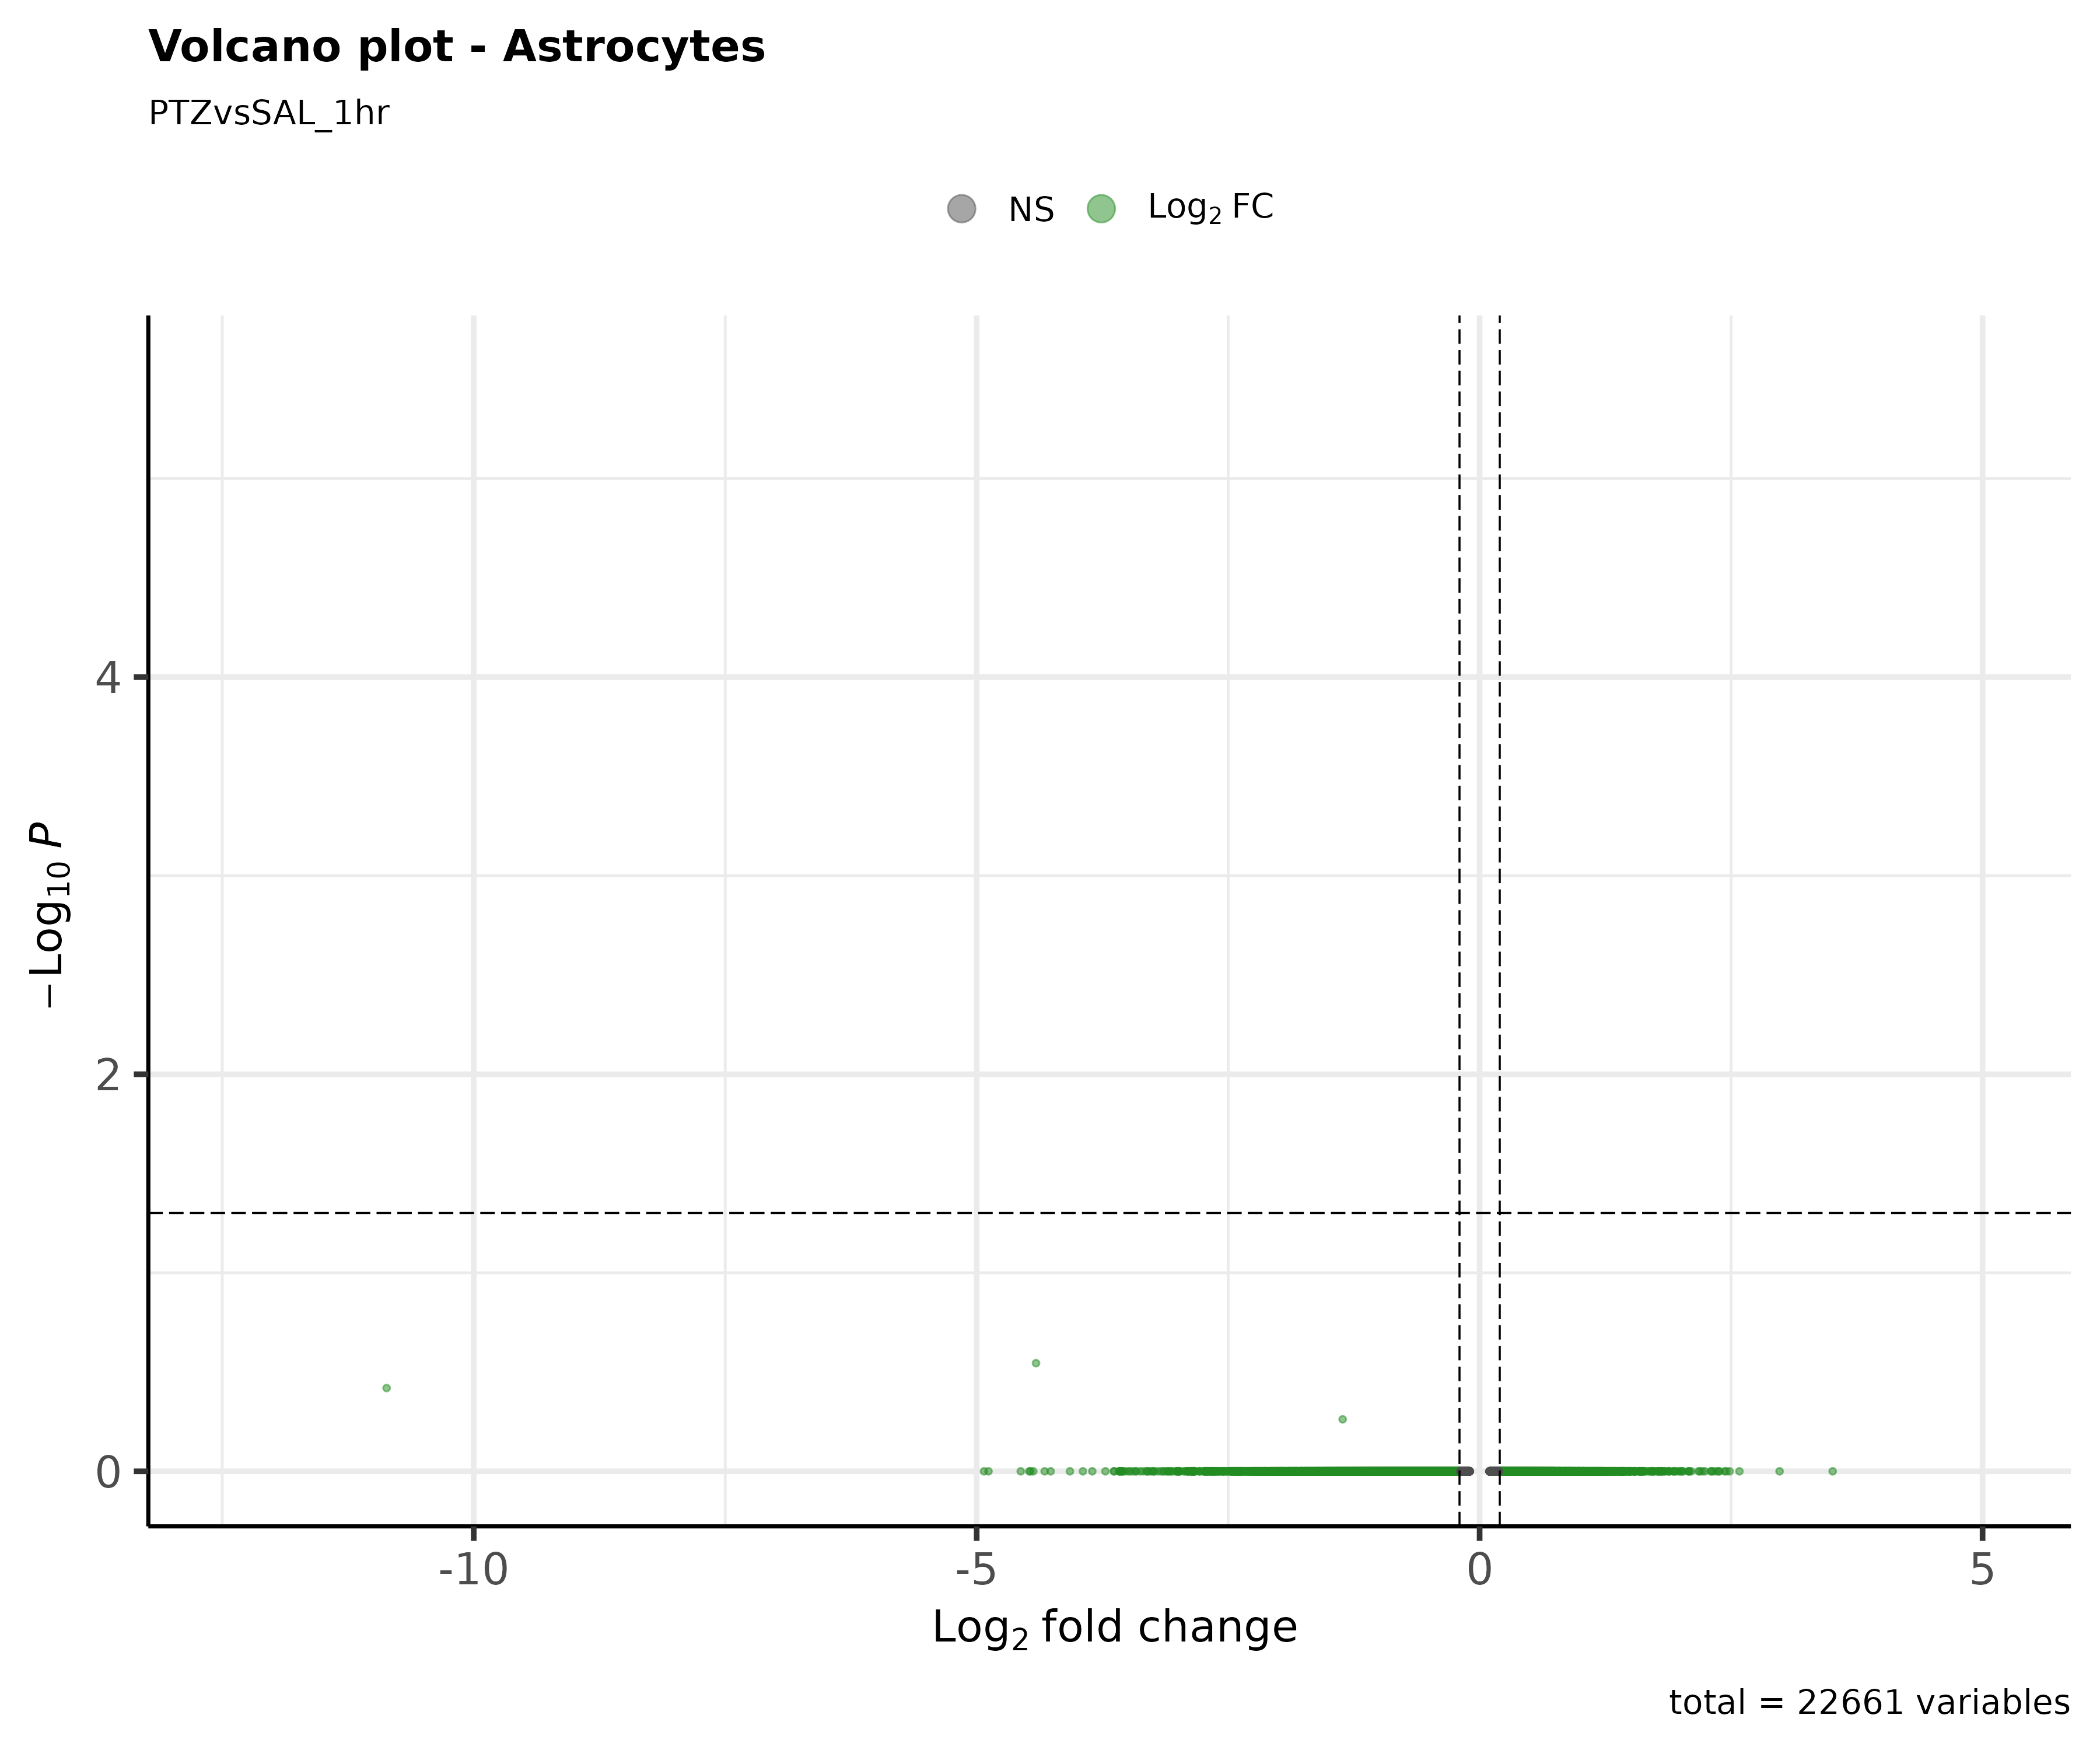 Volcano plot - Astrocytes
PTZvsSAL_1hr
NS Log₂ FC
4
2
0
−Log₁₀ P
-10 -5 0 5
Log₂ fold change
total = 22661 variables